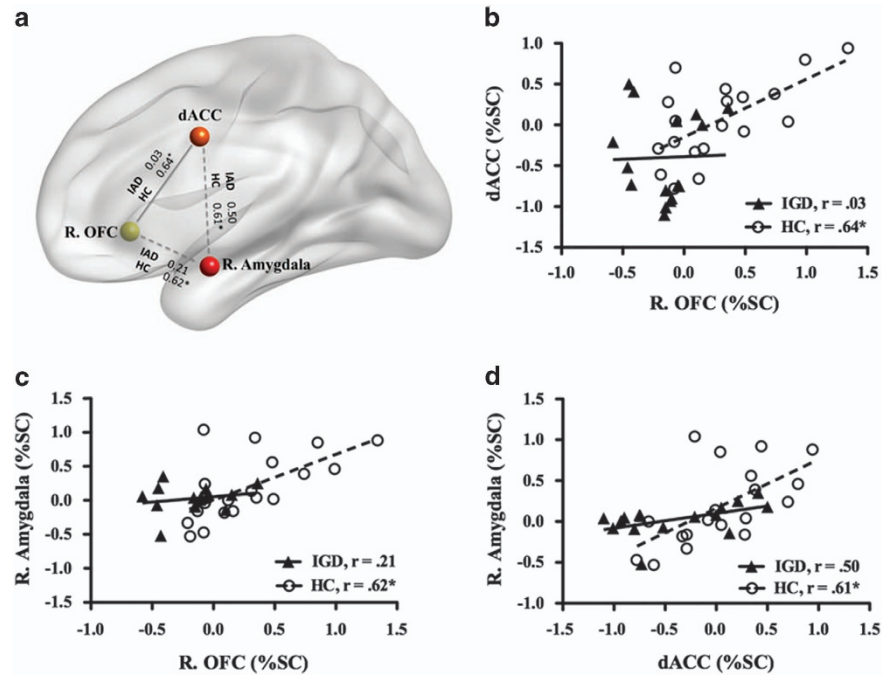 a
dACC
IAD 0.03
HC 0.64*
IAD 0.50
HC 0.61*
R. OFC
R. Amygdala
IAD 0.21
HC 0.62*
b
1.0
0.5
0.0
-0.5
-1.0
-1.5
dACC (%SC)
IGD, r = .03
HC, r = .64*
-1.0 -0.5 0.0 0.5 1.0 1.5
R. OFC (%SC)
c
1.5
1.0
0.5
0.0
-0.5
-1.0
-1.5
R. Amygdala (%SC)
IGD, r = .21
HC, r = .62*
-1.0 -0.5 0.0 0.5 1.0 1.5
R. OFC (%SC)
d
1.5
1.0
0.5
0.0
-0.5
-1.0
R. Amygdala (%SC)
IGD, r = .50
HC, r = .61*
-1.5 -1.0 -0.5 0.0 0.5 1.0 1.5
dACC (%SC)